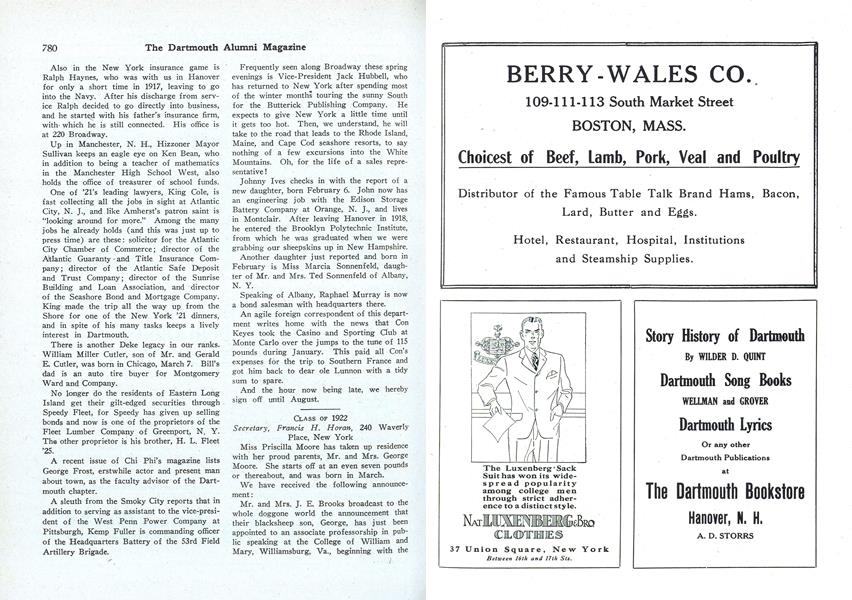 780 The Dartmouth Alumni Magazine
Also in the New York insurance game is
Ralph Haynes, who was with us in Hanover
for only a short time in 1917, leaving to go
into the Navy. After his discharge from serv-
ice Ralph decided to go directly into business,
and he started with his father's insurance firm,
with which he is still connected. His office is
at 220 Broadway.
Up in Manchester, N. H., Hizzoner Mayor
Sullivan keeps an eagle eye on Ken Bean, who
in addition to being a teacher of mathematics
in the Manchester High School West, also
holds the office of treasurer of school funds.
One of '21's leading lawyers, King Cole, is
fast collecting all the jobs in sight at Atlantic
City, N. J., and like Amherst's patron saint is
"looking around for more." Among the many
jobs he already holds (and this was just up to
press time) are these: solicitor for the Atlantic
City Chamber of Commerce; director of the
Atlantic Guaranty and Title Insurance Com-
pany; director of the Atlantic Safe Deposit
and Trust Company; director of the Sunrise
Building and Loan Association, and director
of the Seashore Bond and Mortgage Company.
King made the trip all the way up from the
Shore for one of the New York '21 dinners,
and in spite of his many tasks keeps a lively
interest in Dartmouth.
There is another Deke legacy in our ranks.
William Miller Cutler, son of Mr. and Gerald
E. Cutler, was born in Chicago, March 7. Bill's
dad is an auto tire buyer for Montgomery
Ward and Company.
No longer do the residents of Eastern Long
Island get their gilt-edged securities through
Speedy Fleet, for Speedy has given up selling
bonds and now is one of the proprietors of the
Fleet Lumber Company of Greenport, N. Y.
The other proprietor is his brother, H. L. Fleet
'25.
A recent issue of Chi Phi's magazine lists
George Frost, erstwhile actor and present man
about town, as the faculty advisor of the Dart-
mouth chapter.
A sleuth from the Smoky City reports that in
addition to serving as assistant to the vice-presi-
dent of the West Penn Power Company at
Pittsburgh, Kemp Fuller is commanding officer
of the Headquarters Battery of the 53rd Field
Artillery Brigade.
Frequently seen along Broadway these spring
evenings is Vice-President Jack Hubbell, who
has returned to New York after spending most
of the winter months touring the sunny South
for the Butterick Publishing Company. He
expects to give New York a little time until
it gets too hot. Then, we understand, he will
take to the road that leads to the Rhode Island,
Maine, and Cape Cod seashore resorts, to say
nothing of a few excursions into the White
Mountains. Oh, for the life of a sales repre-
sentative!
Johnny Ives checks in with the report of a
new daughter, born February 6. John now has
an engineering job with the Edison Storage
Battery Company at Orange, N. J., and lives
in Montclair. After leaving Hanover in 1918,
he entered the Brooklyn Polytechnic Institute,
from which he was graduated when we were
grabbing our sheepskins up in New Hampshire.
Another daughter just reported and born in
February is Miss Marcia Sonnenfeld, daugh-
ter of Mr. and Mrs. Ted Sonnenfeld of Albany,
N. Y.
Speaking of Albany, Raphael Murray is now
a bond salesman with headquarters there.
An agile foreign correspondent of this depart-
ment writes home with the news that Con
Keyes took the Casino and Sporting Club at
Monte Carlo over the jumps to the tune of 115
pounds during January. This paid all Con's
expenses for the trip to Southern France and
got him back to dear ole Lunnon with a tidy
sum to spare.
And the hour now being late, we hereby
sign off until August.
Class of 1922
Secretary, Francis H. Horan, 240 Waverly
Place, New York
Miss Priscilla Moore has taken up residence
with her proud parents, Mr. and Mrs. George
Moore. She starts off at an even seven pounds
or thereabout, and was born in March.
We have received the following announce-
ment:
Mr. and Mrs. J. E. Brooks broadcast to the
whole doggone world the announcement that
their blacksheep son, George, has just been
appointed to an associate professorship in pub-
lic speaking at the College of William and
Mary, Williamsburg, Va., beginning with the
BERRY-WALES CO.
109-111-113 South Market Street
BOSTON, MASS.
Choicest of Beef, Lamb, Pork, Veal and Poultry
Distributor of the Famous Table Talk Brand Hams, Bacon,
Lard, Butter and Eggs.
Hotel, Restaurant, Hospital, Institutions
and Steamship Supplies.
The Luxenberg Sack
Suit has won its wide-
spread popularity
among college men
through strict adher-
ence to a distinct style.
NAT LUXENBERG & BRO
CLOTHES
37 Union Square, New York
Between 16th and 17th Sts.
Story History of Dartmouth
By WILDER D. QUINT
Dartmouth Song Books
WELLMAN and GROVER
Dartmouth Lyrics
Or any other
Dartmouth Publications
at
The Dartmouth Bookstore
Hanover, N. H.
A. D. STORRS